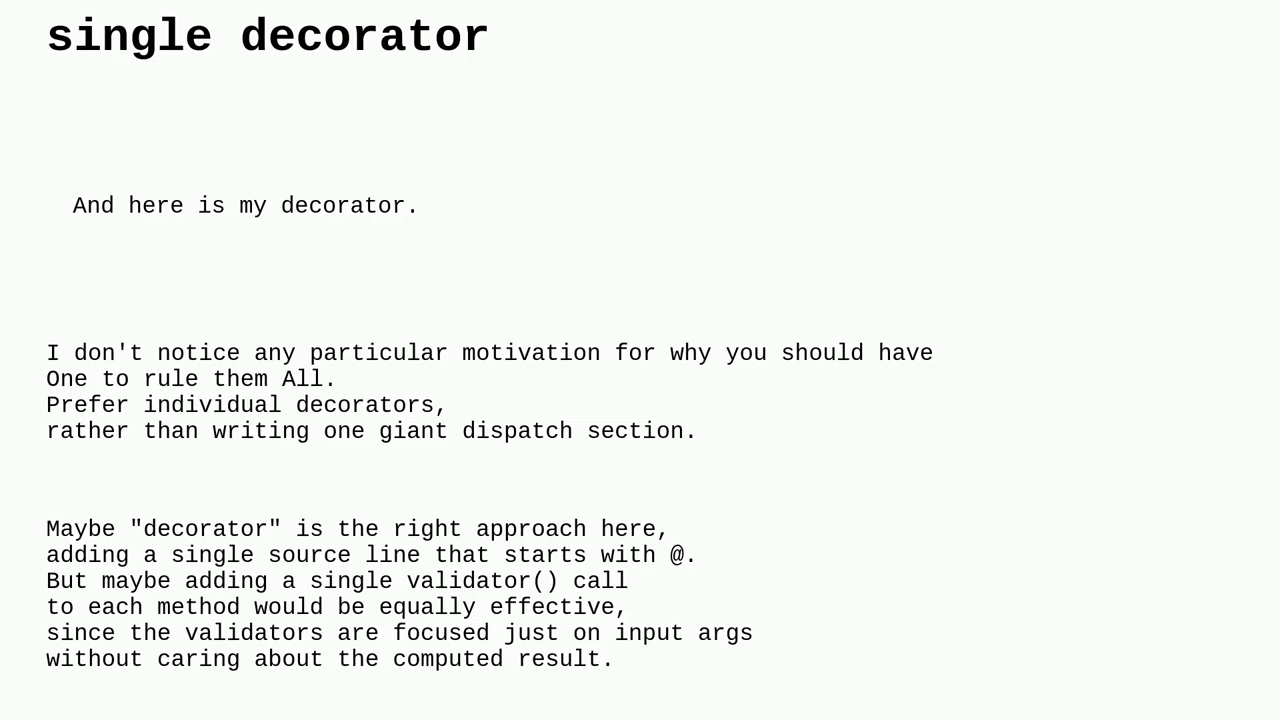 single decorator
And here is my decorator.
I don't notice any particular motivation for why you should have
One to rule them All.
Prefer individual decorators,
rather than writing one giant dispatch section.
Maybe "decorator" is the right approach here,
adding a single source line that starts with @.
But maybe adding a single validator() call
to each method would be equally effective,
since the validators are focused just on input args
without caring about the computed result.